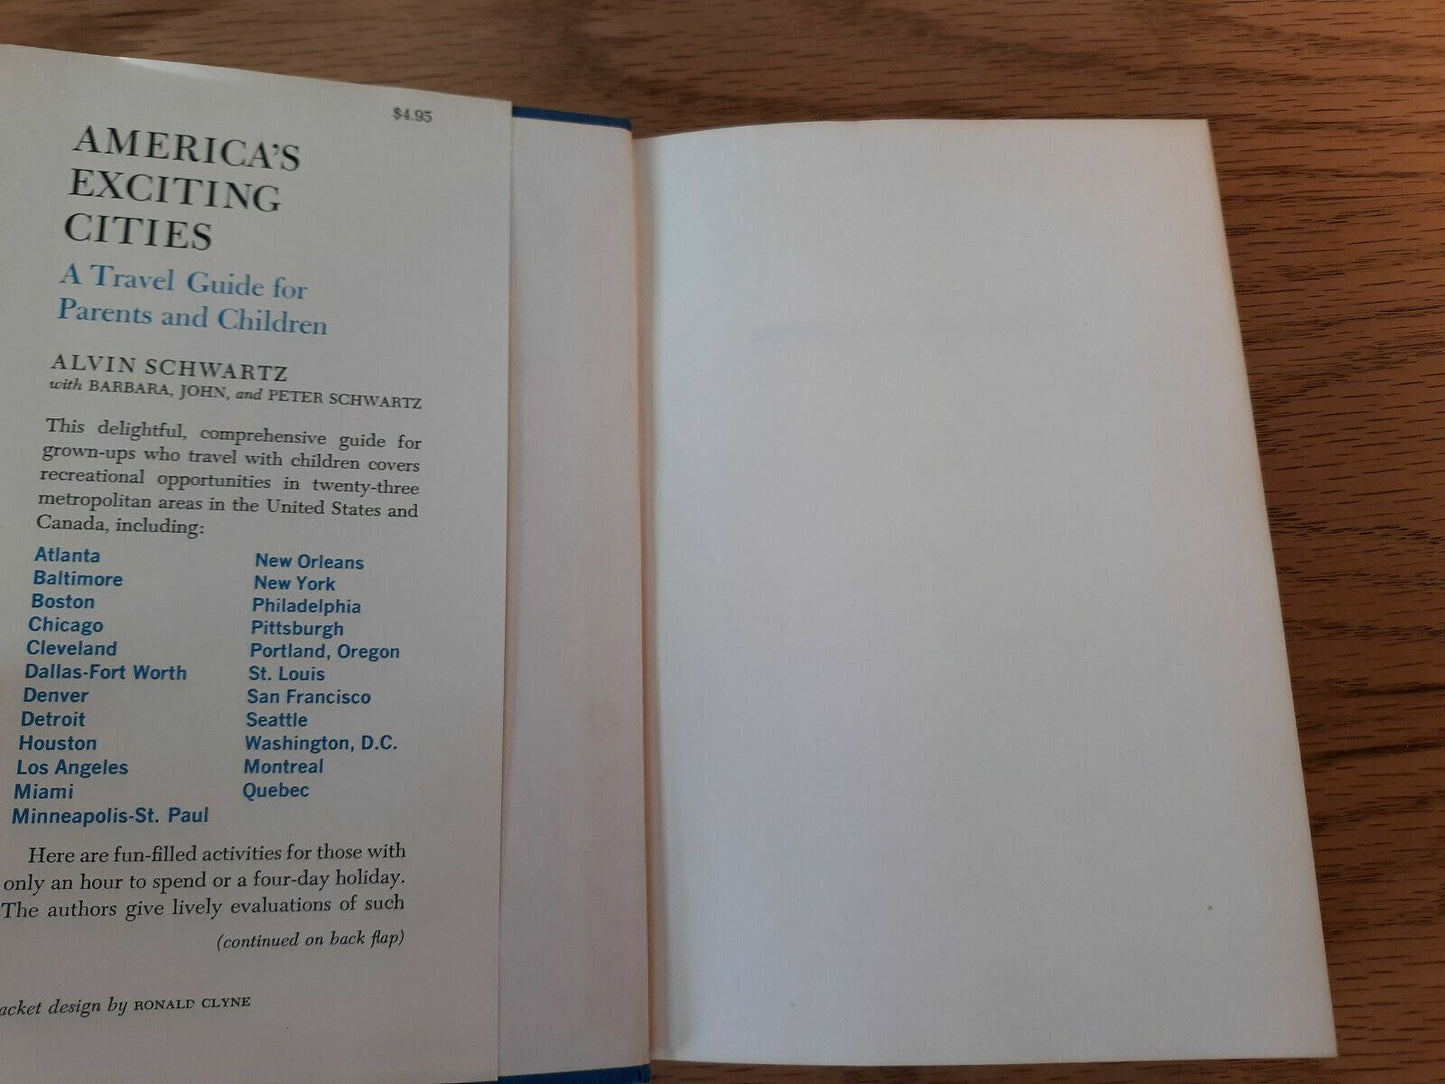 $4.95
AMERICA'S
EXCITING
CITIES
A Travel Guide for
Parents and Children
ALVIN SCHWARTZ
with BARBARA, JOHN, and PETER SCHWARTZ
This delightful, comprehensive guide for
grown-ups who travel with children covers
recreational opportunities in twenty-three
metropolitan areas in the United States and
Canada, including:
Atlanta
Baltimore
Boston
Chicago
Cleveland
Dallas-Fort Worth
Denver
Detroit
Houston
Los Angeles
Miami
Minneapolis-St. Paul
New Orleans
New York
Philadelphia
Pittsburgh
Portland, Oregon
St. Louis
San Francisco
Seattle
Washington, D.C.
Montreal
Quebec
Here are fun-filled activities for those with
only an hour to spend or a four-day holiday.
The authors give lively evaluations of such
(continued on back flap)
acket design by RONALD CLYNE